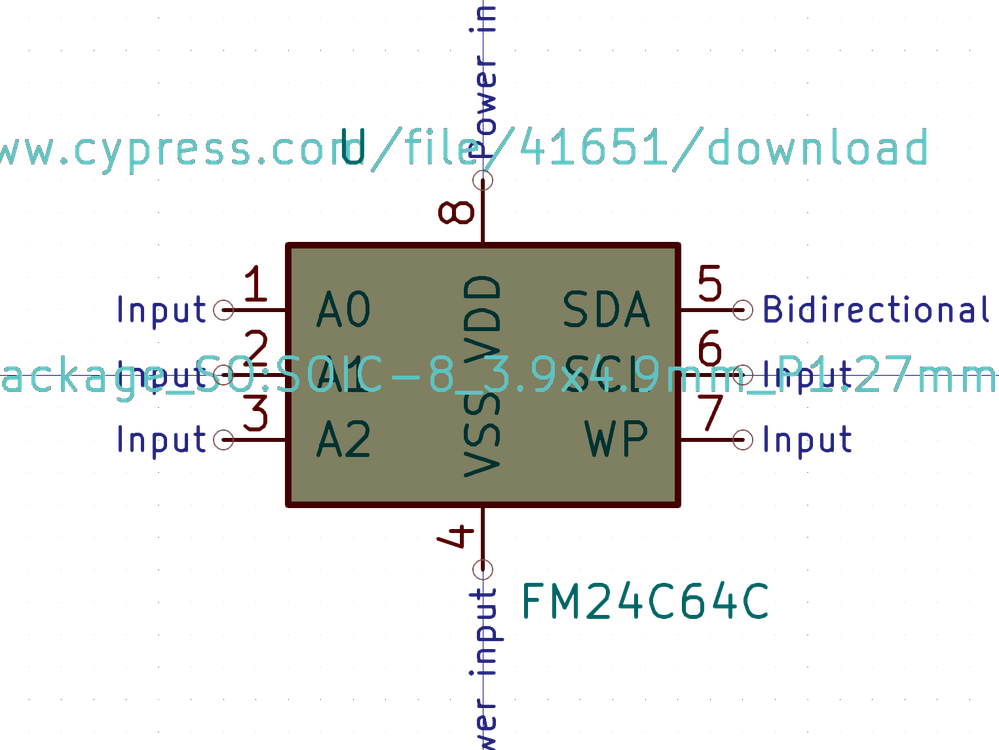 Power in
ww.cypress.com/file/41651/download
U
8
1
5
Input
A0
VDD
SDA
Bidirectional
2
6
Input
A1
SCL
Input
ackage_SO:SOIC-8_3.9x4.9mm_P1.27mm
3
7
Input
A2
VSS
WP
Input
4
FM24C64C
wer input